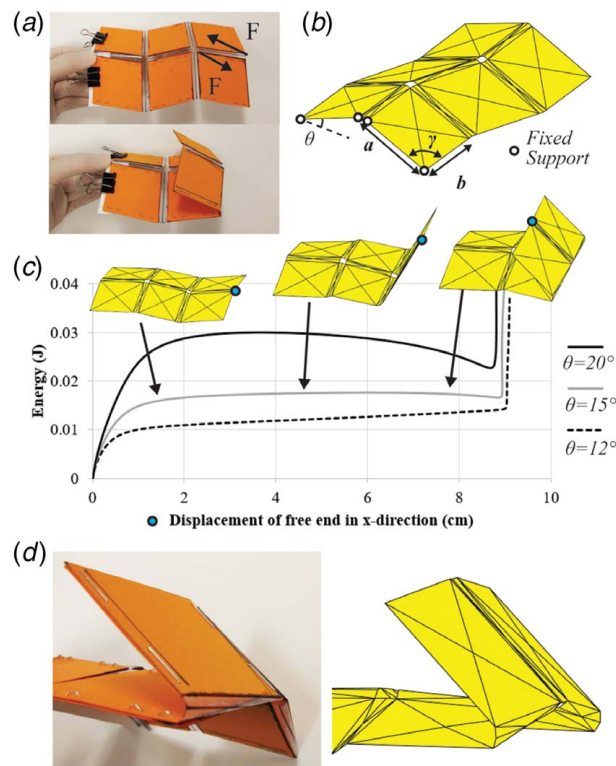 (a)
F
F
(b)
θ
a
γ
b
Fixed
Support
(c)
0.04
0.03
0.02
0.01
0
Energy (J)
0
2
4
6
8
10
Displacement of free end in x-direction (cm)
θ=20°
θ=15°
θ=12°
(d)